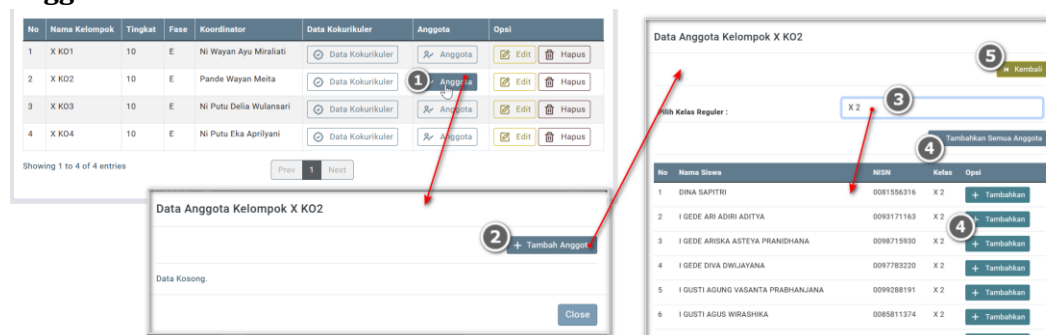 No Nama Kelompok Tingkat Fase Koordinator Data Kokurikuler Anggota Opsi
1 X KO1 10 E Ni Wayan Ayu Miraliati Data Kokurikuler Anggota Edit Hapus
2 X KO2 10 E Pande Wayan Meita Data Kokurikuler 1 Anggota Edit Hapus
3 X KO3 10 E Ni Putu Delia Wulansari Data Kokurikuler Anggota Edit Hapus
4 X KO4 10 E Ni Putu Eka Aprilyani Data Kokurikuler Anggota Edit Hapus
Showing 1 to 4 of 4 entries Prev 1 Next
Data Anggota Kelompok X KO2
2 + Tambah Anggota
Data Kosong.
Close
Data Anggota Kelompok X KO2
5
Kembali
Pilih Kelas Reguler : X 2 3
4 Tambahkan Semua Anggota
No Nama Siswa NISN Kelas Opsi
1 DINA SAPITRI 0081556316 X 2 + Tambahkan
2 I GEDE ARI ADIRI ADITYA 0093171163 X 2 + Tambahkan
4
3 I GEDE ARISKA ASTEYA PRANIDHANA 0098715930 X 2 + Tambahkan
4 I GEDE DIVA DWIJAYANA 0097783220 X 2 + Tambahkan
5 I GUSTI AGUNG VASANTA PRABHANJANA 0099288191 X 2 + Tambahkan
6 I GUSTI AGUS WIRASHIKA 0085811374 X 2 + Tambahkan